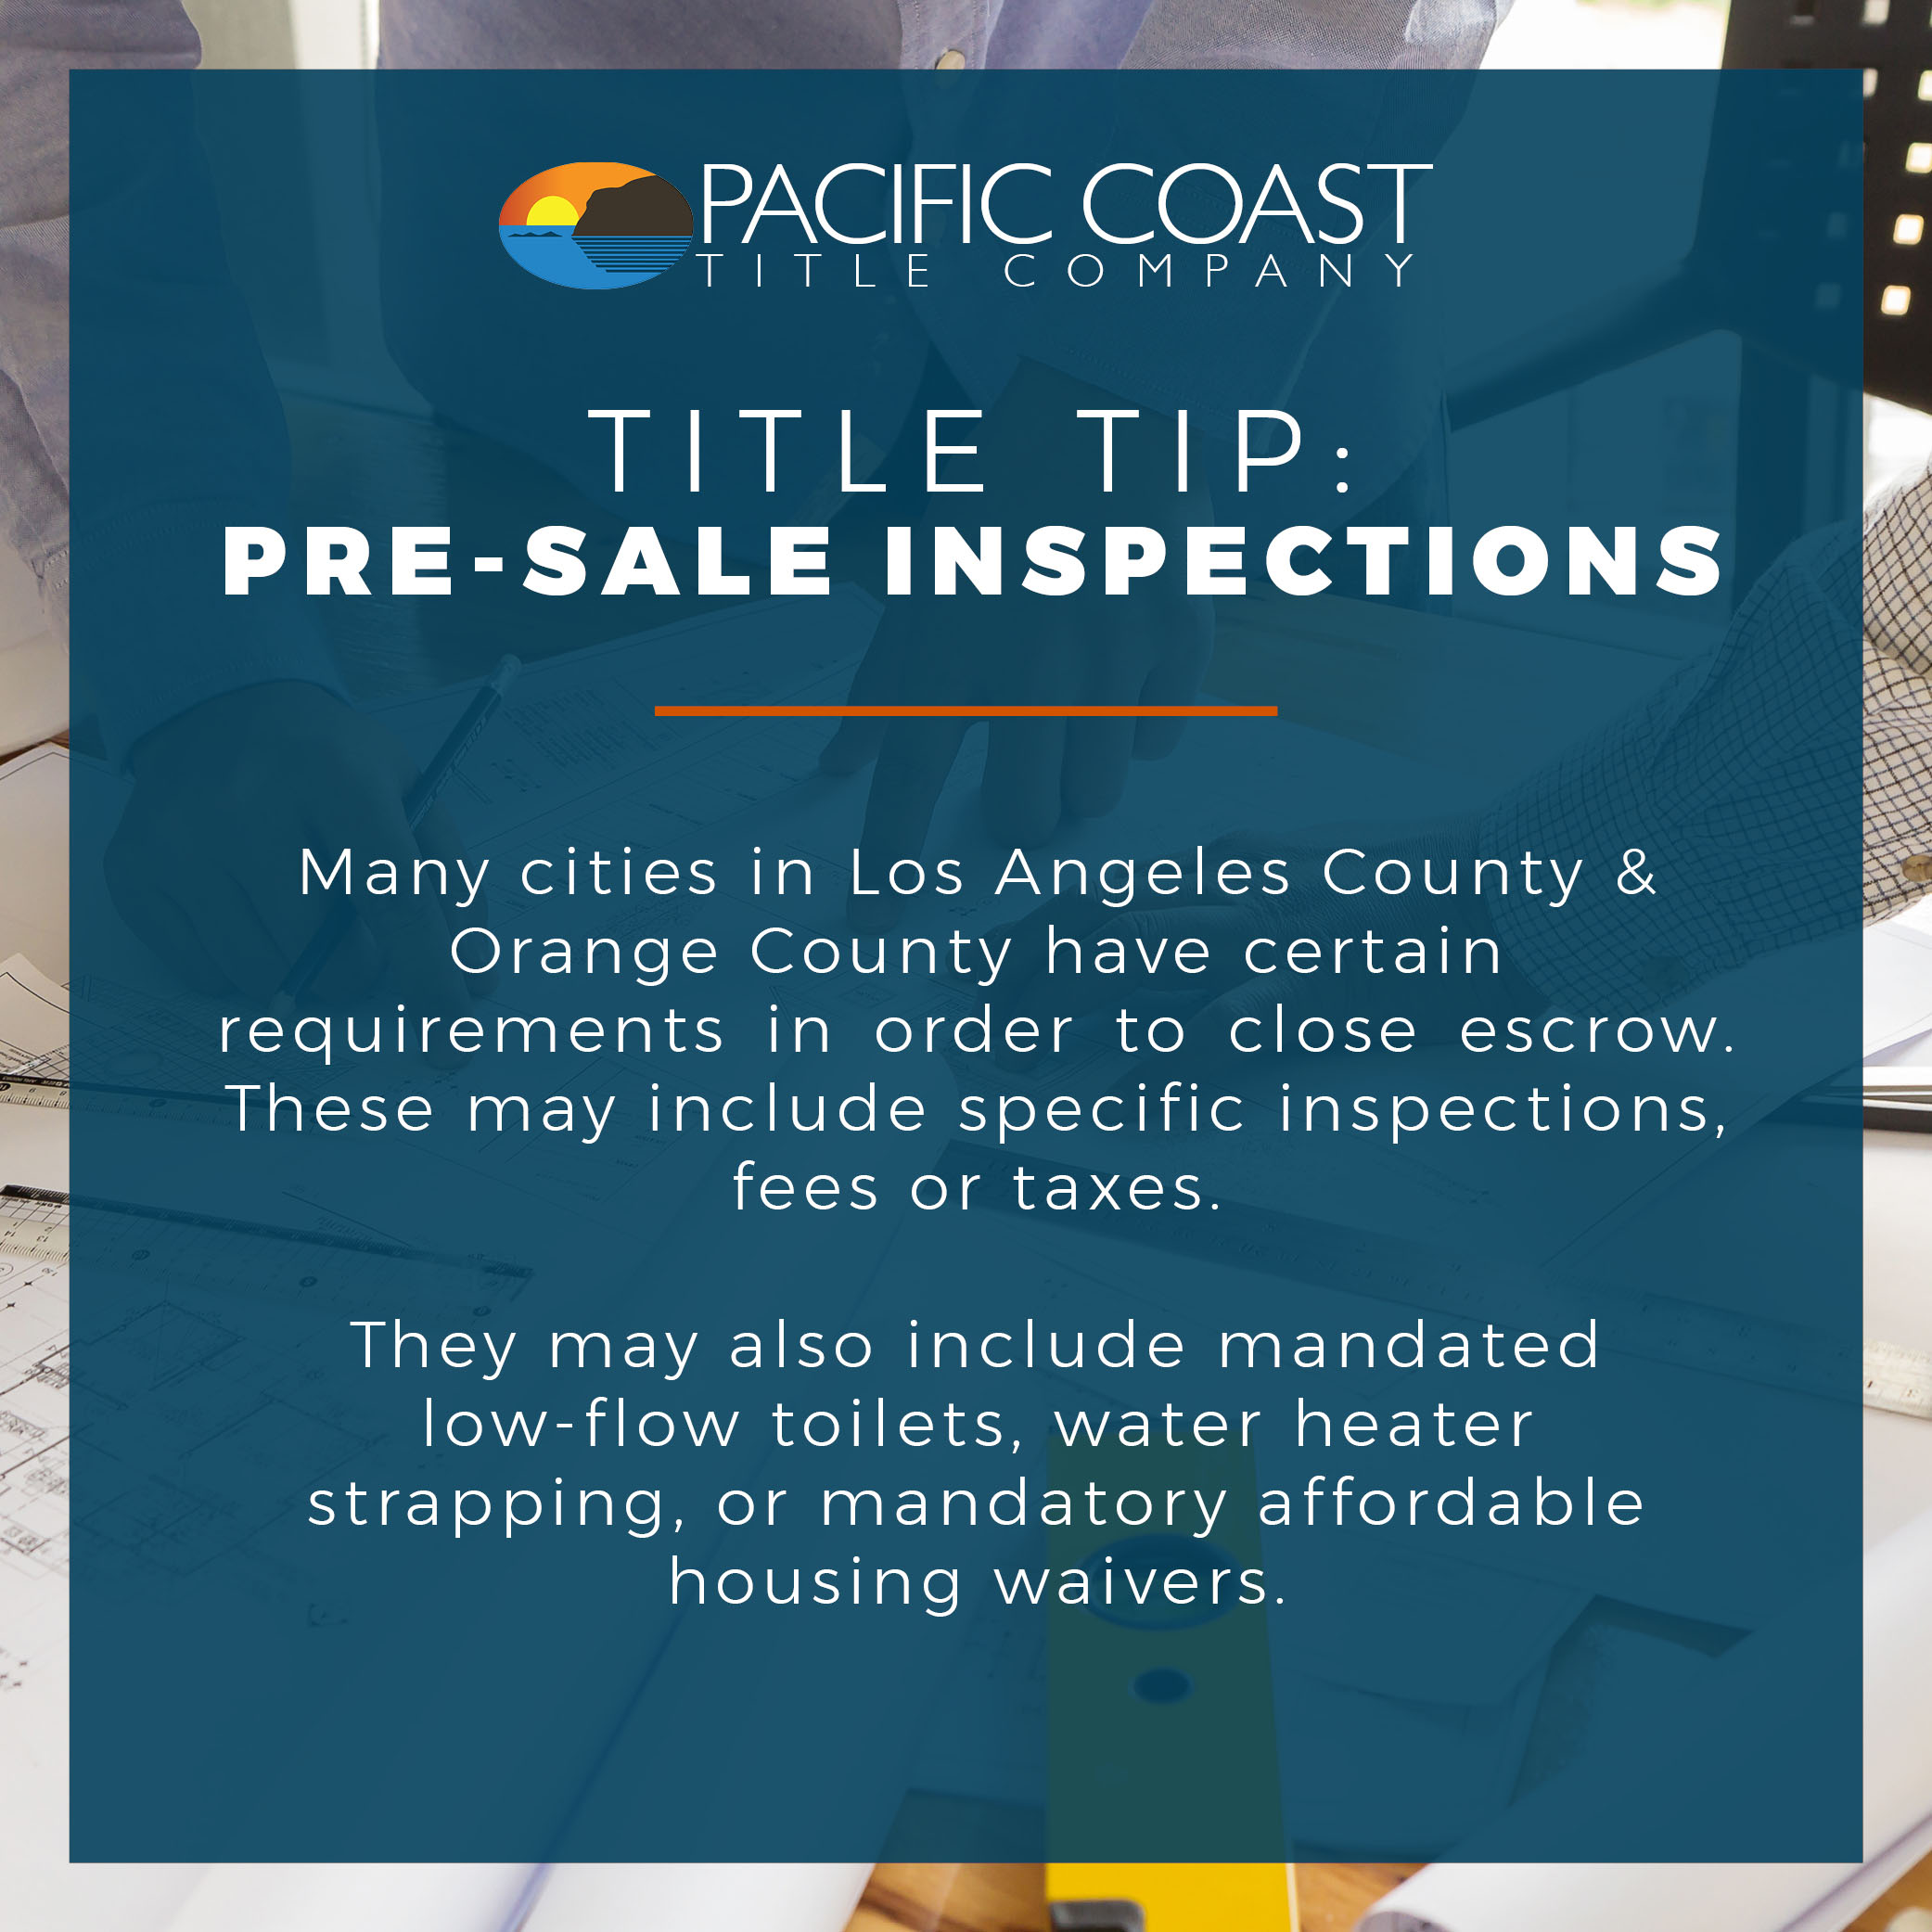 PACIFIC COAST
TITLE COMPANY
TITLE TIP:
PRE-SALE INSPECTIONS
Many cities in Los Angeles County &
Orange County have certain
requirements in order to close escrow.
These may include specific inspections,
fees or taxes.
They may also include mandated
low-flow toilets, water heater
strapping, or mandatory affordable
housing waivers.